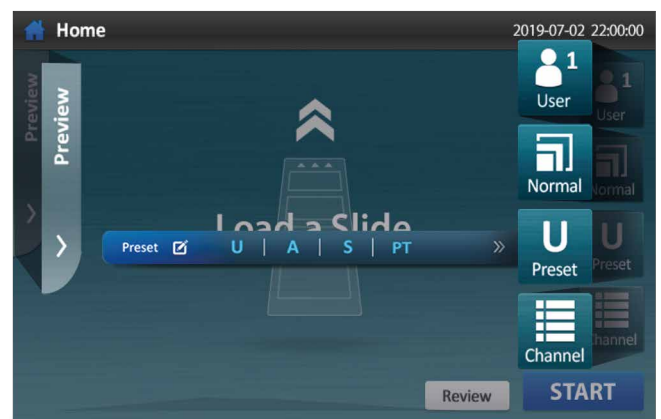 Home
2019-07-02 22:00:00
Preview
Preview
1
User
1
User
Normal
Normal
Load a Slide
Preset U | A | S | PT »
U
Preset
U
Preset
Channel
Channel
Review
START